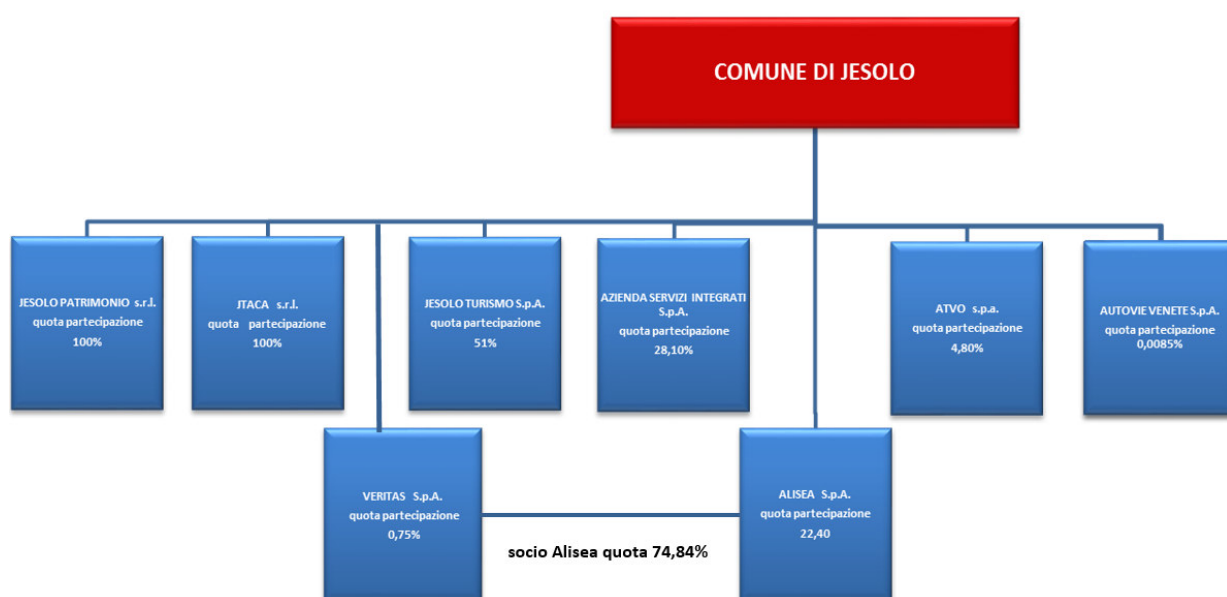 COMUNE DI JESOLO
JESOLO PATRIMONIO s.r.l.
quota partecipazione
100%
JTACA s.r.l.
quota partecipazione
100%
JESOLO TURISMO S.p.A.
quota partecipazione
51%
AZIENDA SERVIZI INTEGRATI
S.p.A.
quota partecipazione
28,10%
ATVO s.p.a.
quota partecipazione
4,80%
AUTOVIE VENETE S.p.A.
quota partecipazione
0,0085%
VERITAS S.p.A.
quota partecipazione
0,75%
socio Alisea quota 74,84%
ALISEA S.p.A.
quota partecipazione
22,40